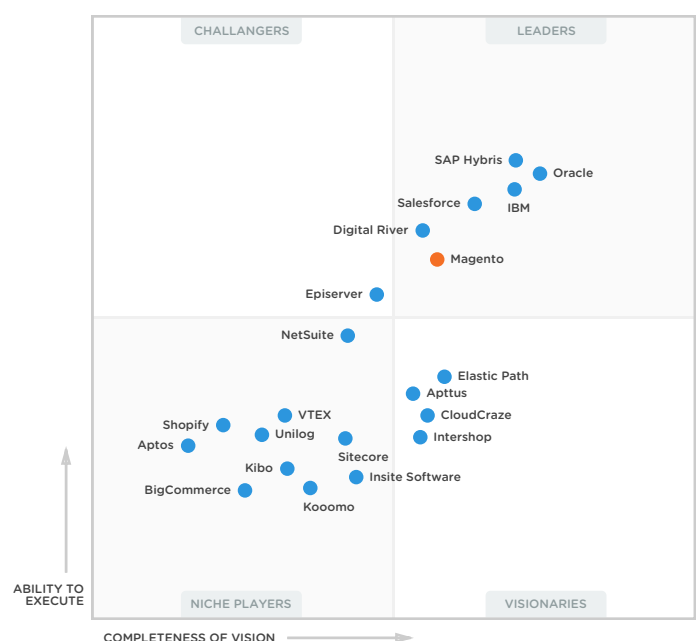 CHALLANGERS
LEADERS
SAP Hybris
Oracle
Salesforce
IBM
Digital River
Magento
Episerver
NetSuite
Elastic Path
Apttus
VTEX
CloudCraze
Shopify
Unilog
Intershop
Aptos
Sitecore
Kibo
Insite Software
BigCommerce
Kooomo
ABILITY TO
EXECUTE
NICHE PLAYERS
VISIONARIES
COMPLETENESS OF VISION